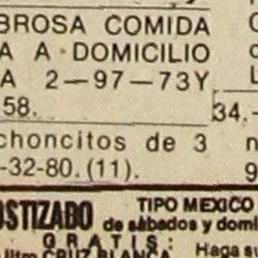 BROSA COMIDA
A A DOMICILIO
A 2—97—73Y
58.
34.-
choncitos de 3
-32-80. (11).
OSTIZADO
TIPO MEXICO
de sábados y domi
GRATIS:
litro CRUZ BLANCA
Haga su